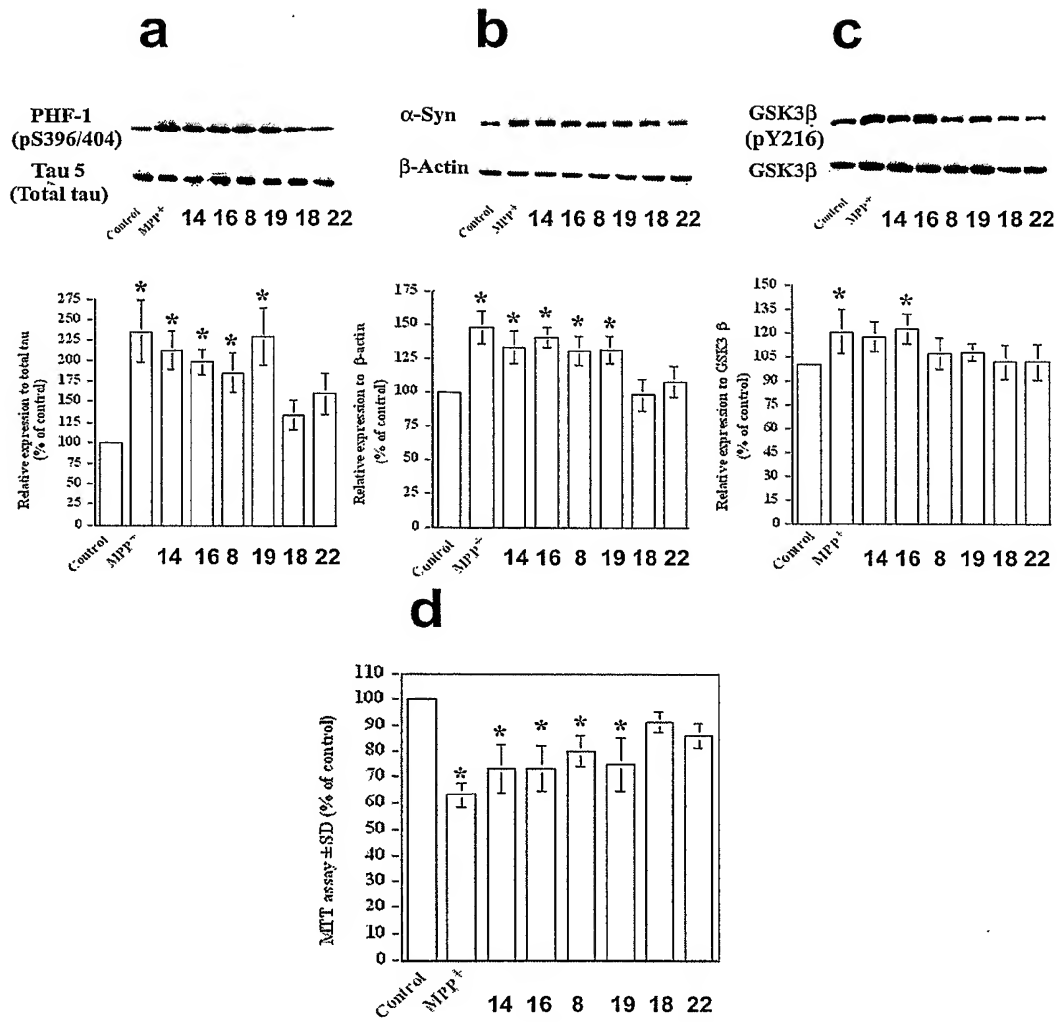 a
b
c
PHF-1
(pS396/404)
Tau 5
(Total tau)
Control MPP+ 14 16 8 19 18 22
α-Syn
β-Actin
Control MPP+ 14 16 8 19 18 22
GSK3β
(pY216)
GSK3β
Control MPP+ 14 16 8 19 18 22
Relative expression to total tau
(% of control)
275
250
225
200
175
150
125
100
75
50
25
0
* * * * *
Control MPP+ 14 16 8 19 18 22
Relative expression to β-actin
(% of control)
175
150
125
100
75
50
25
0
* * * * *
Control MPP+ 14 16 8 19 18 22
Relative expression to GSK3 β
(% of control)
150
135
120
105
90
75
60
45
30
15
0
* *
Control MPP+ 14 16 8 19 18 22
d
MTT assay ±SD (% of control)
110
100
90
80
70
60
50
40
30
20
10
0
* * * * *
Control MPP+ 14 16 8 19 18 22